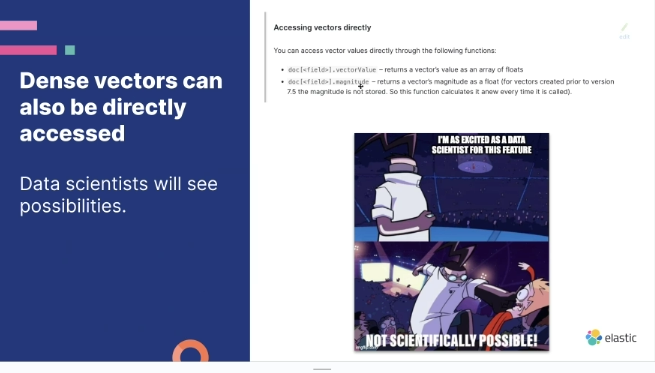 Dense vectors can
also be directly
accessed
Data scientists will see
possibilities.
Accessing vectors directly
edit
You can access vector values directly through the following functions:
• doc[<field>].vectorValue – returns a vector's value as an array of floats
• doc[<field>].magnitude – returns a vector's magnitude as a float (for vectors created prior to version
7.5 the magnitude is not stored. So this function calculates it anew every time it is called).
I'M AS EXCITED AS A DATA
SCIENTIST FOR THIS FEATURE
NOT SCIENTIFICALLY POSSIBLE!
elastic